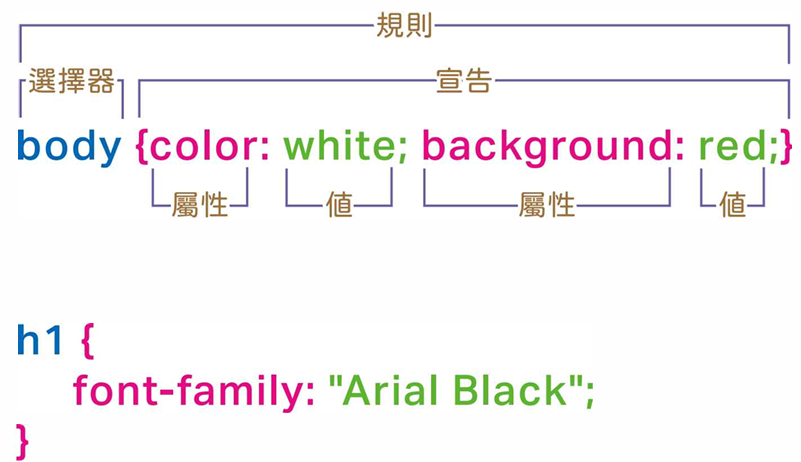 規則
選擇器 宣告
body {color: white; background: red;}
屬性 值 屬性 值
h1 {
font-family: "Arial Black";
}